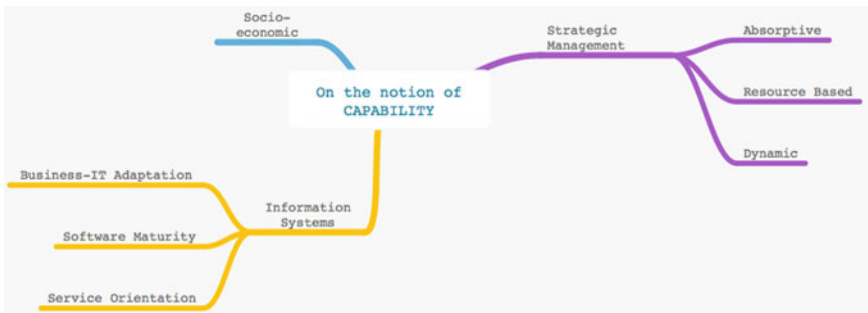 Socio-
economic
Strategic
Management
Absorptive
Resource Based
Dynamic
On the notion of
CAPABILITY
Business-IT Adaptation
Software Maturity
Service Orientation
Information
Systems